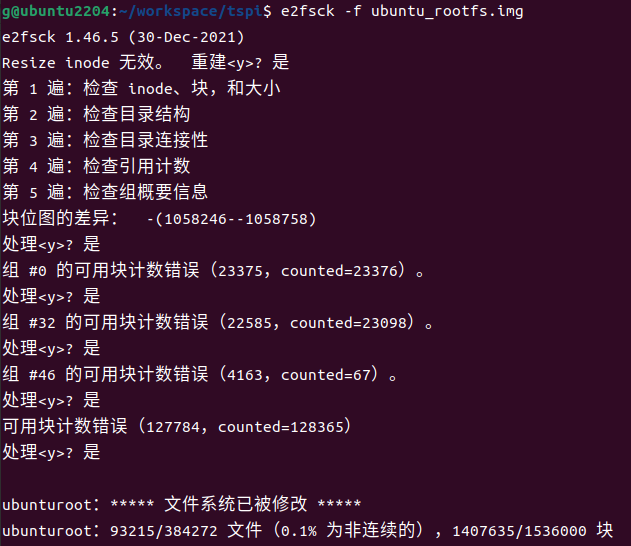 g@ubuntu2204:~/workspace/tspi$ e2fsck -f ubuntu_rootfs.img
e2fsck 1.46.5 (30-Dec-2021)
Resize inode 无效。  重建<y>? 是
第 1 遍：检查 inode、块，和大小
第 2 遍：检查目录结构
第 3 遍：检查目录连接性
第 4 遍：检查引用计数
第 5 遍：检查组概要信息
块位图的差异：  -(1058246--1058758)
处理<y>? 是
组 #0 的可用块计数错误（23375，counted=23376）。
处理<y>? 是
组 #32 的可用块计数错误（22585，counted=23098）。
处理<y>? 是
组 #46 的可用块计数错误（4163，counted=67）。
处理<y>? 是
可用块计数错误（127784，counted=128365）
处理<y>? 是
ubunturoot：***** 文件系统已被修改 *****
ubunturoot：93215/384272 文件（0.1% 为非连续的），1407635/1536000 块